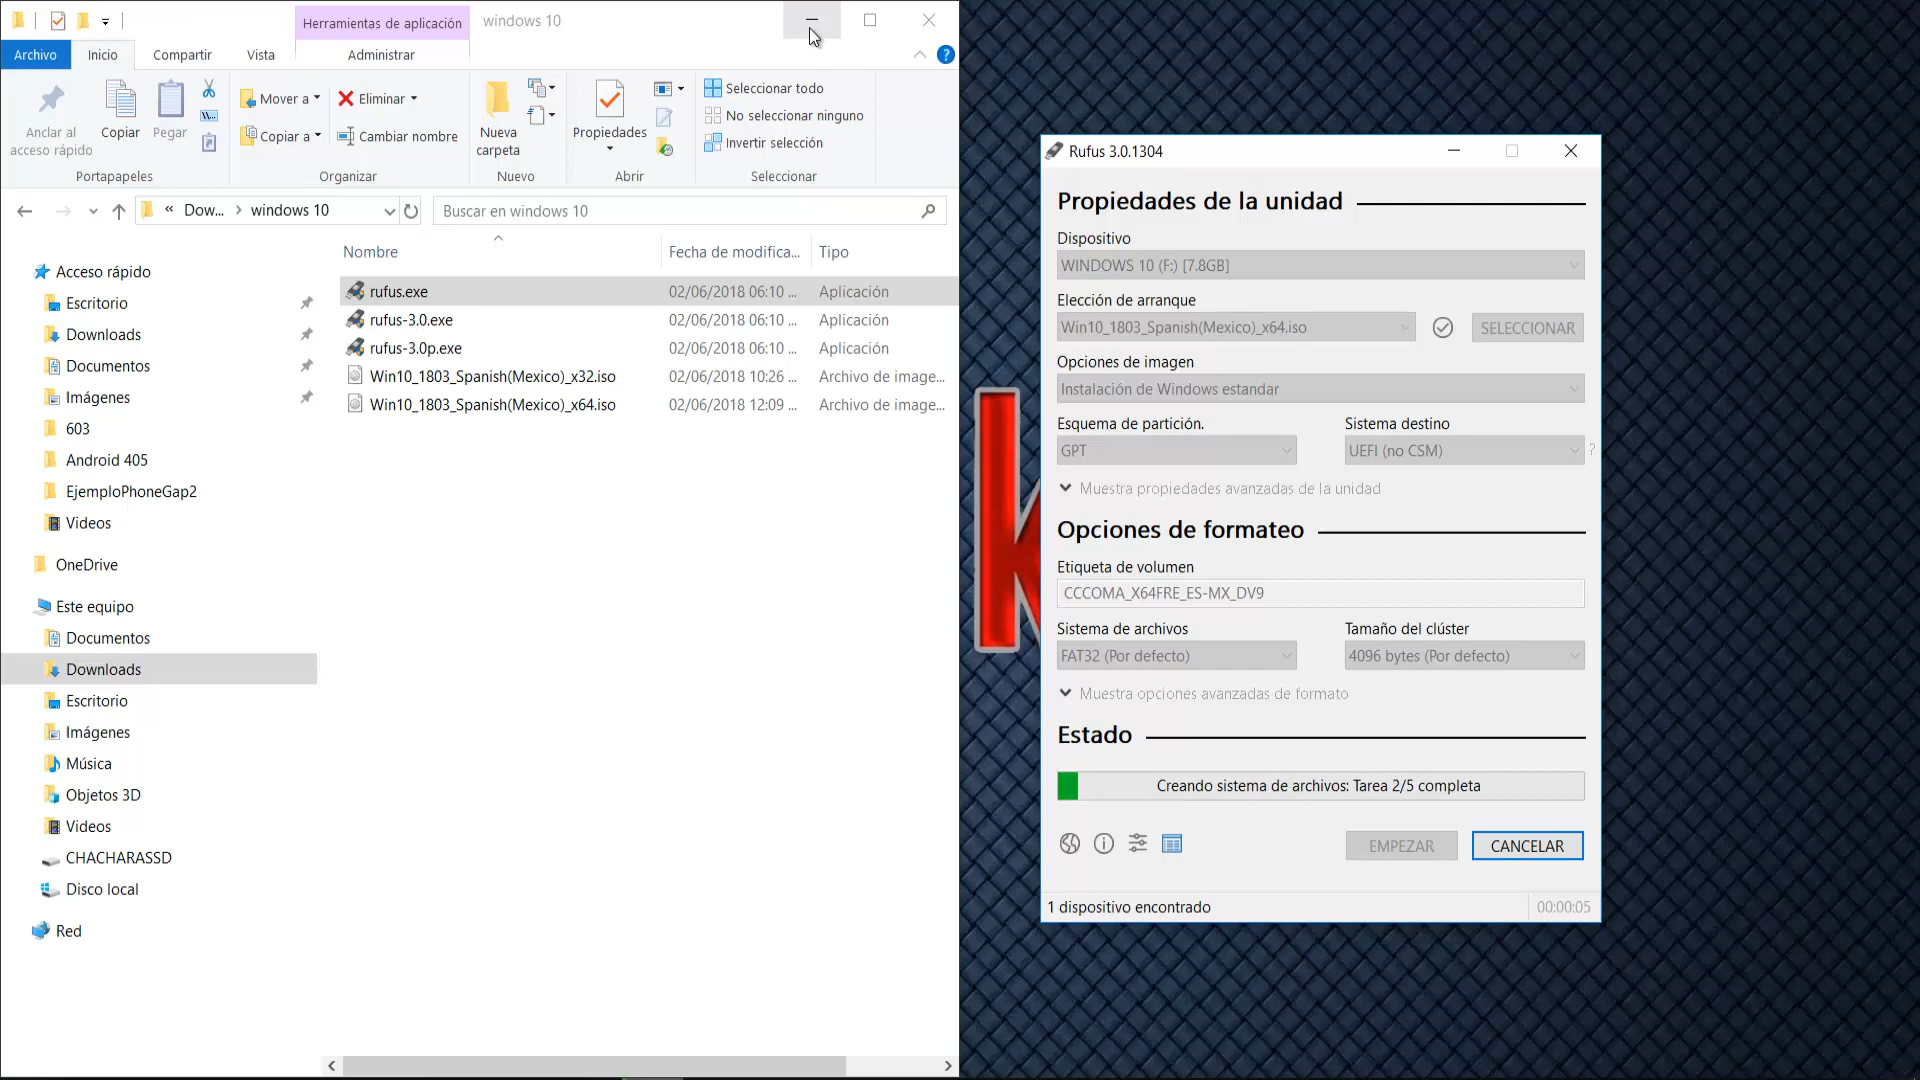 Herramientas de aplicación
windows 10
Archivo
Inicio
Compartir
Vista
Administrar
Anclar al
acceso rápido
Copiar
Pegar
Mover a
Copiar a
Eliminar
Cambiar nombre
Nueva
carpeta
Propiedades
Seleccionar todo
No seleccionar ninguno
Invertir selección
Portapapeles
Organizar
Nuevo
Abrir
Seleccionar
« Dow... > windows 10
Buscar en windows 10
Nombre
Fecha de modifica...
Tipo
rufus.exe 02/06/2018 06:10 ... Aplicación
rufus-3.0.exe 02/06/2018 06:10 ... Aplicación
rufus-3.0p.exe 02/06/2018 06:10 ... Aplicación
Win10_1803_Spanish(Mexico)_x32.iso 02/06/2018 10:26 ... Archivo de image...
Win10_1803_Spanish(Mexico)_x64.iso 02/06/2018 12:09 ... Archivo de image...
Acceso rápido
Escritorio
Downloads
Documentos
Imágenes
603
Android 405
EjemploPhoneGap2
Videos
OneDrive
Este equipo
Documentos
Downloads
Escritorio
Imágenes
Música
Objetos 3D
Videos
CHACHARASSD
Disco local
Red
Rufus 3.0.1304
Propiedades de la unidad
Dispositivo
WINDOWS 10 (F:) [7.8GB]
Elección de arranque
Win10_1803_Spanish(Mexico)_x64.iso
SELECCIONAR
Opciones de imagen
Instalación de Windows estandar
Esquema de partición.
Sistema destino
GPT
UEFI (no CSM)
?
Muestra propiedades avanzadas de la unidad
Opciones de formateo
Etiqueta de volumen
CCCOMA_X64FRE_ES-MX_DV9
Sistema de archivos
Tamaño del clúster
FAT32 (Por defecto)
4096 bytes (Por defecto)
Muestra opciones avanzadas de formato
Estado
Creando sistema de archivos: Tarea 2/5 completa
EMPEZAR
CANCELAR
1 dispositivo encontrado
00:00:05